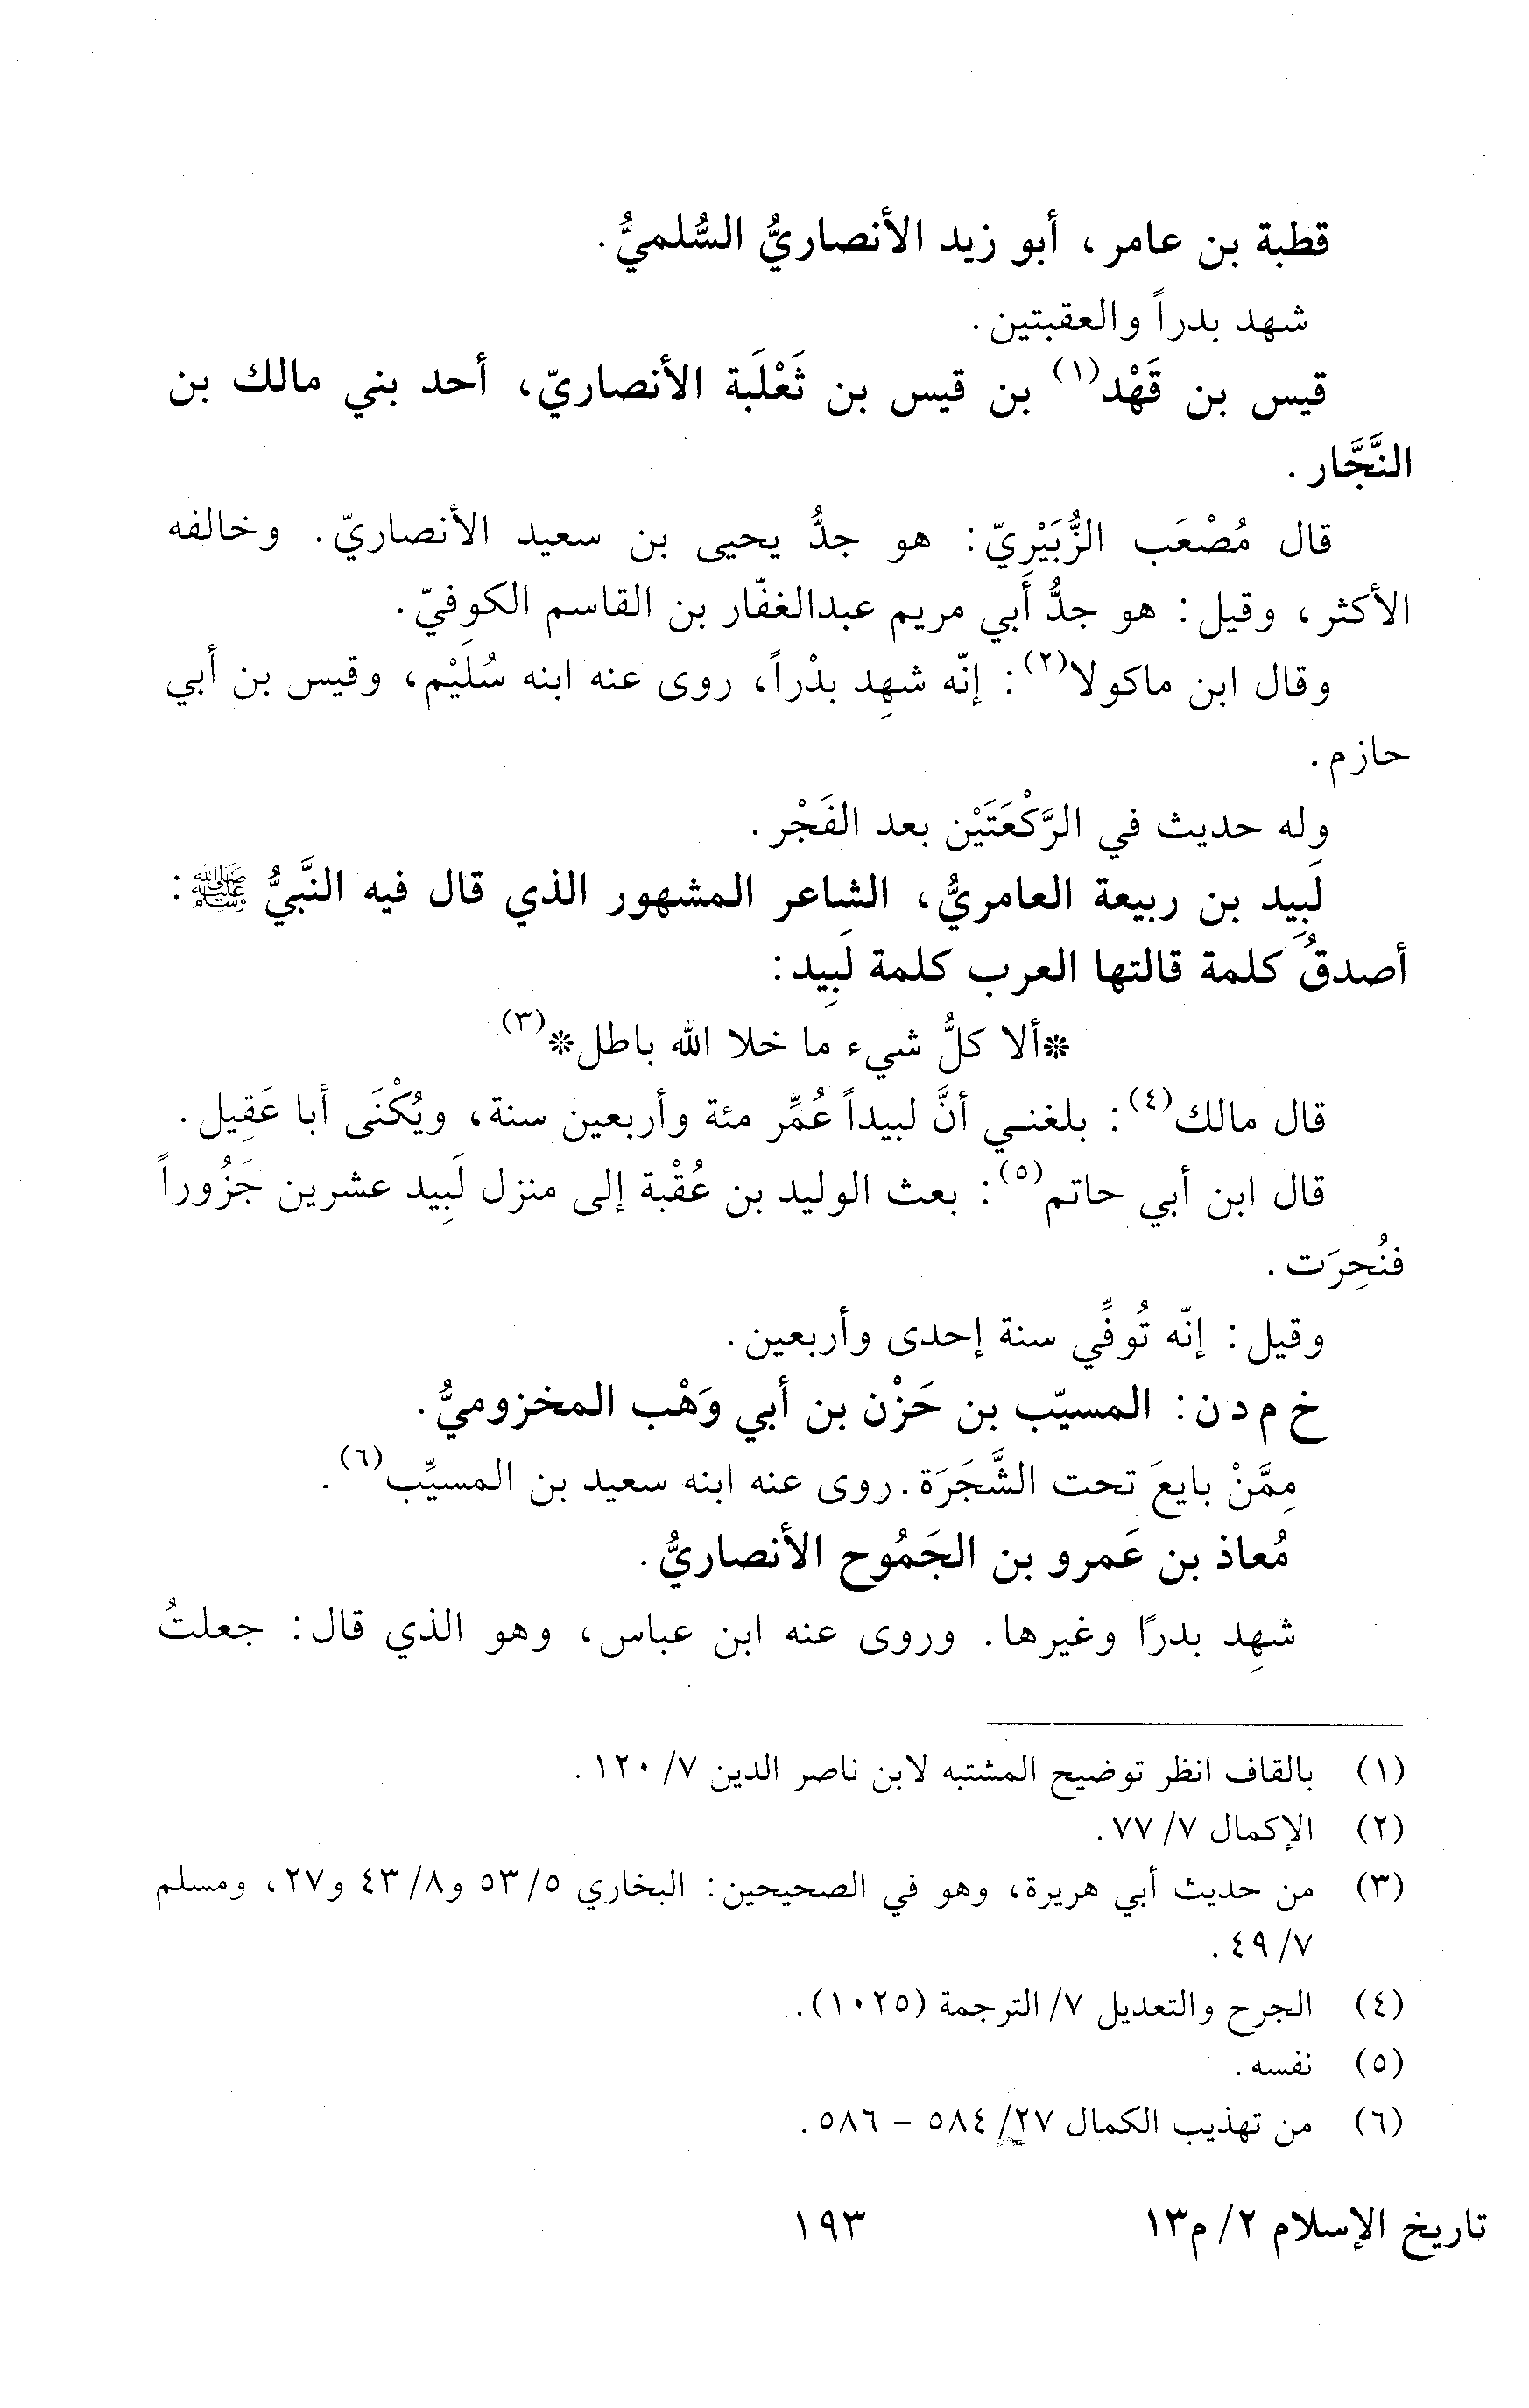 قطبة بن عامر، أبو زيد الأنصاريُّ السُّلميُّ.
شهد بدراً والعقبتين.
قيس بن قَهْد(١) بن قيس بن ثَعْلَبة الأنصاريّ، أحد بني مالك بن
النَّجَّار.
قال مُصْعَب الزُّبَيْرِيّ: هو جدُّ يحيى بن سعيد الأنصاريّ. وخالفه
الأكثر، وقيل: هو جدُّ أَبي مريم عبدالغفّار بن القاسم الكوفيّ.
وقال ابن ماكولا(٢): إنّه شهِد بدْراً، روى عنه ابنه سُلَيْم، وقيس بن أبي
حازم.
وله حديث في الرَّكْعَتَيْن بعد الفَجْر.
لَبِيد بن ربيعة العامريُّ، الشاعر المشهور الذي قال فيه النَّبيُّ ﷺ:
أصدقُ كلمة قالتها العرب كلمة لَبِيد:
*ألا كلُّ شيء ما خلا الله باطل*(٣)
قال مالك(٤): بلغني أنَّ لبيداً عُمِّر مئة وأربعين سنة، ويُكْنَى أبا عَقِيل.
قال ابن أبي حاتم(٥): بعث الوليد بن عُقْبة إلى منزل لَبِيد عشرين جَزُوراً
فنُحِرَت.
وقيل: إنّه تُوفِّي سنة إحدى وأربعين.
خ م د ن: المسيّب بن حَزْن بن أبي وَهْب المخزوميُّ.
مِمَّنْ بايعَ تحت الشَّجَرَة. روى عنه ابنه سعيد بن المسيِّب(٦).
مُعاذ بن عَمرو بن الجَمُوح الأنصاريُّ.
شهِد بدرًا وغيرها. وروى عنه ابن عباس، وهو الذي قال: جعلتُ
(١) بالقاف انظر توضيح المشتبه لابن ناصر الدين ٧/ ١٢٠.
(٢) الإكمال ٧/ ٧٧.
(٣) من حديث أبي هريرة، وهو في الصحيحين: البخاري ٥/ ٥٣ و٨/ ٤٣ و٢٧، ومسلم
٧/ ٤٩.
(٤) الجرح والتعديل ٧/ الترجمة (١٠٢٥).
(٥) نفسه.
(٦) من تهذيب الكمال ٢٧/ ٥٨٤ - ٥٨٦.
تاريخ الإسلام ٢/ م١٣ ١٩٣